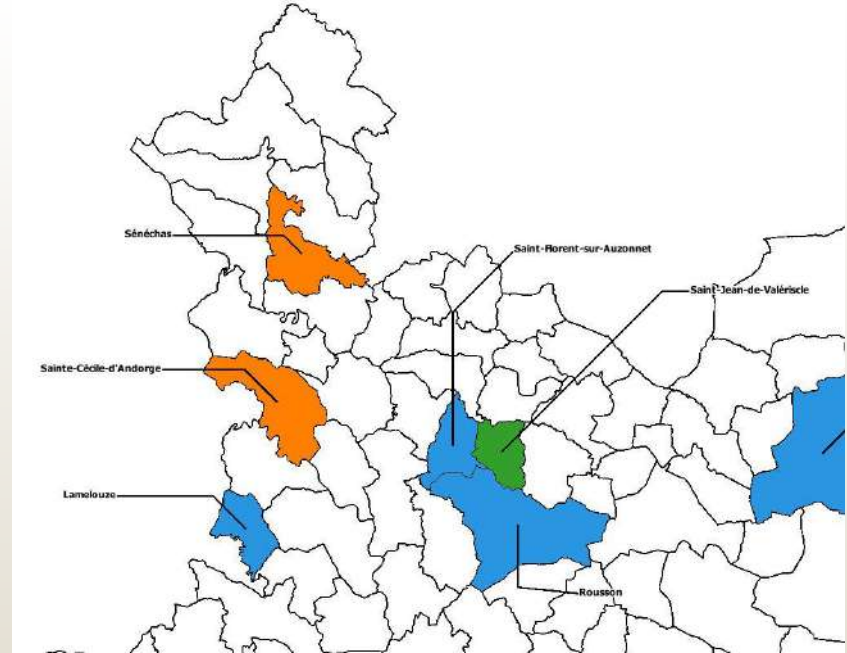 Sénéchas
Saint-Florent-sur-Auzonnet
Saint-Jean-de-Valériscle
Sainte-Cécile-d'Andorge
Lamelouze
Rousson